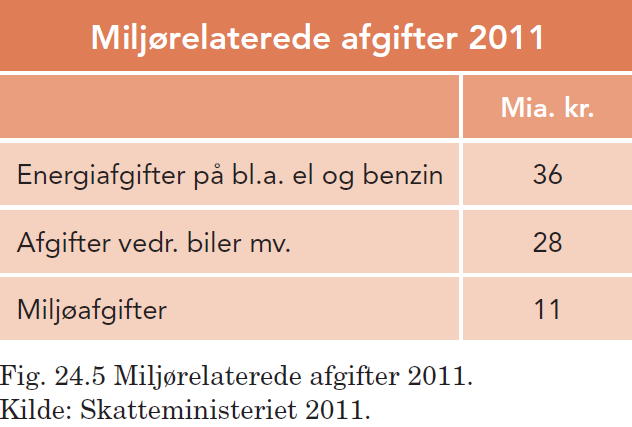 Miljørelaterede afgifter 2011
Mia. kr.
Energiafgifter på bl.a. el og benzin 36
Afgifter vedr. biler mv. 28
Miljøafgifter 11
Fig. 24.5 Miljørelaterede afgifter 2011.
Kilde: Skatteministeriet 2011.